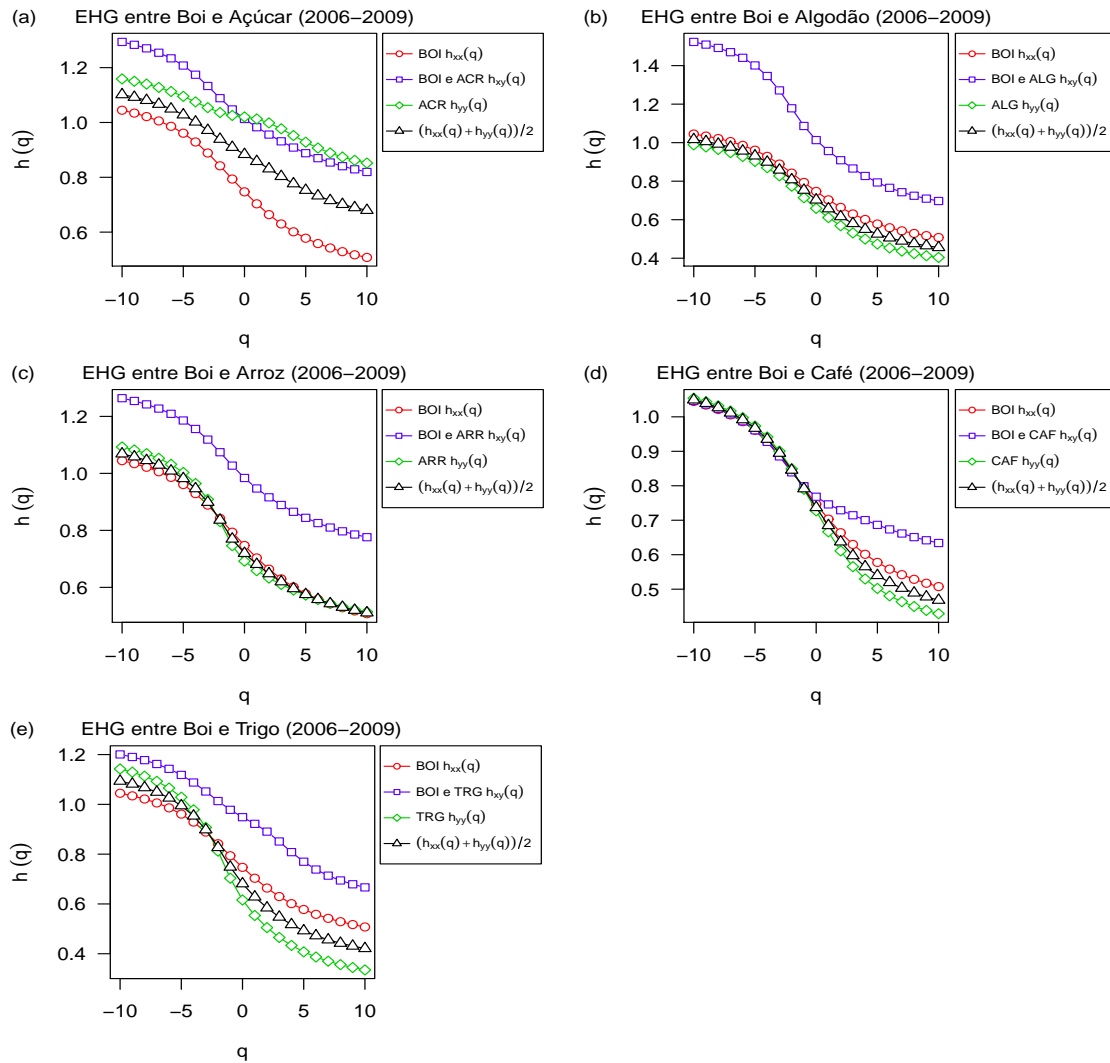 (a) EHG entre Boi e Açúcar (2006−2009)
1.2
1.0
0.8
0.6
h (q)
−10 −5 0 5 10
q
BOI hxx(q)
BOI e ACR hxy(q)
ACR hyy(q)
(hxx(q) + hyy(q))/2
(b) EHG entre Boi e Algodão (2006−2009)
1.4
1.2
1.0
0.8
0.6
0.4
h (q)
−10 −5 0 5 10
q
BOI hxx(q)
BOI e ALG hxy(q)
ALG hyy(q)
(hxx(q) + hyy(q))/2
(c) EHG entre Boi e Arroz (2006−2009)
1.2
1.0
0.8
0.6
h (q)
−10 −5 0 5 10
q
BOI hxx(q)
BOI e ARR hxy(q)
ARR hyy(q)
(hxx(q) + hyy(q))/2
(d) EHG entre Boi e Café (2006−2009)
1.0
0.9
0.8
0.7
0.6
0.5
h (q)
−10 −5 0 5 10
q
BOI hxx(q)
BOI e CAF hxy(q)
CAF hyy(q)
(hxx(q) + hyy(q))/2
(e) EHG entre Boi e Trigo (2006−2009)
1.2
1.0
0.8
0.6
0.4
h (q)
−10 −5 0 5 10
q
BOI hxx(q)
BOI e TRG hxy(q)
TRG hyy(q)
(hxx(q) + hyy(q))/2